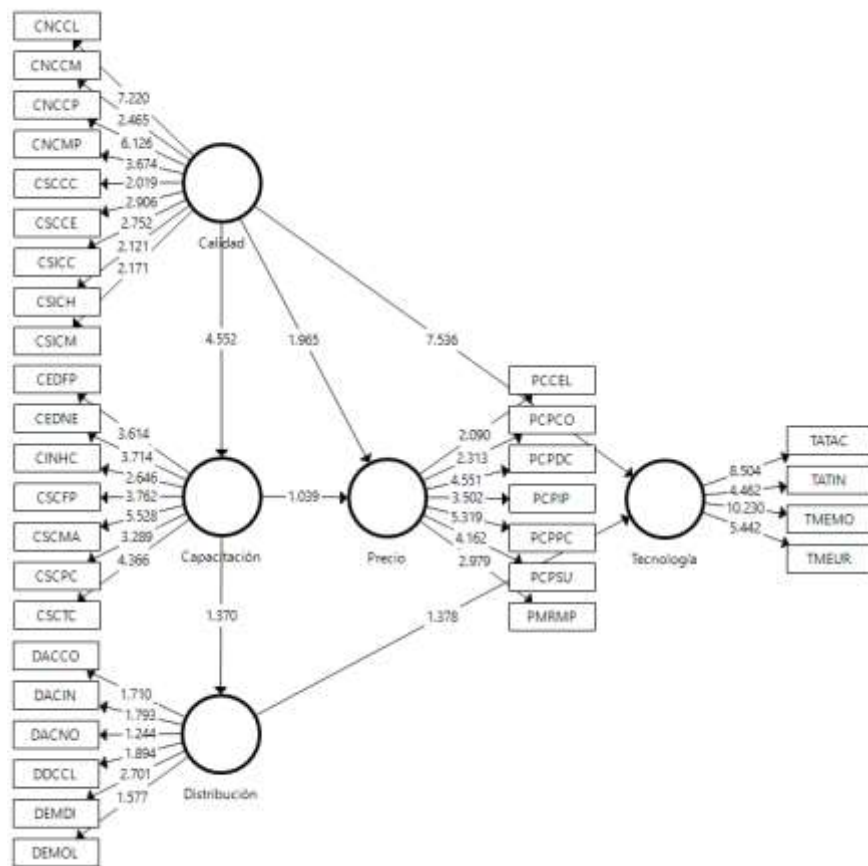 CNCCL
CNCCM
CNCCP
CNCMP
CSCCC
CSCCE
CSICC
CSICH
CSICM
7.220
2.465
6.126
3.674
2.019
2.906
2.752
2.121
2.171
Calidad
4.552
1.965
7.536
CEDFP
CEDNE
CINHC
CSCFP
CSCMA
CSCPC
CSCTC
3.614
3.714
2.646
3.762
5.528
3.289
4.366
Capacitación
1.039
Precio
2.090
2.313
4.551
3.502
5.319
4.162
2.979
PCCEL
PCPCO
PCPDC
PCPIP
PCPPC
PCPSU
PMRMP
Tecnología
8.504
4.462
10.230
5.442
TATAC
TATIN
TMEMO
TMEUR
1.370
1.378
DACCO
DACIN
DACNO
DDCCL
DEMDI
DEMOL
1.710
1.793
1.244
1.894
2.701
1.577
Distribución